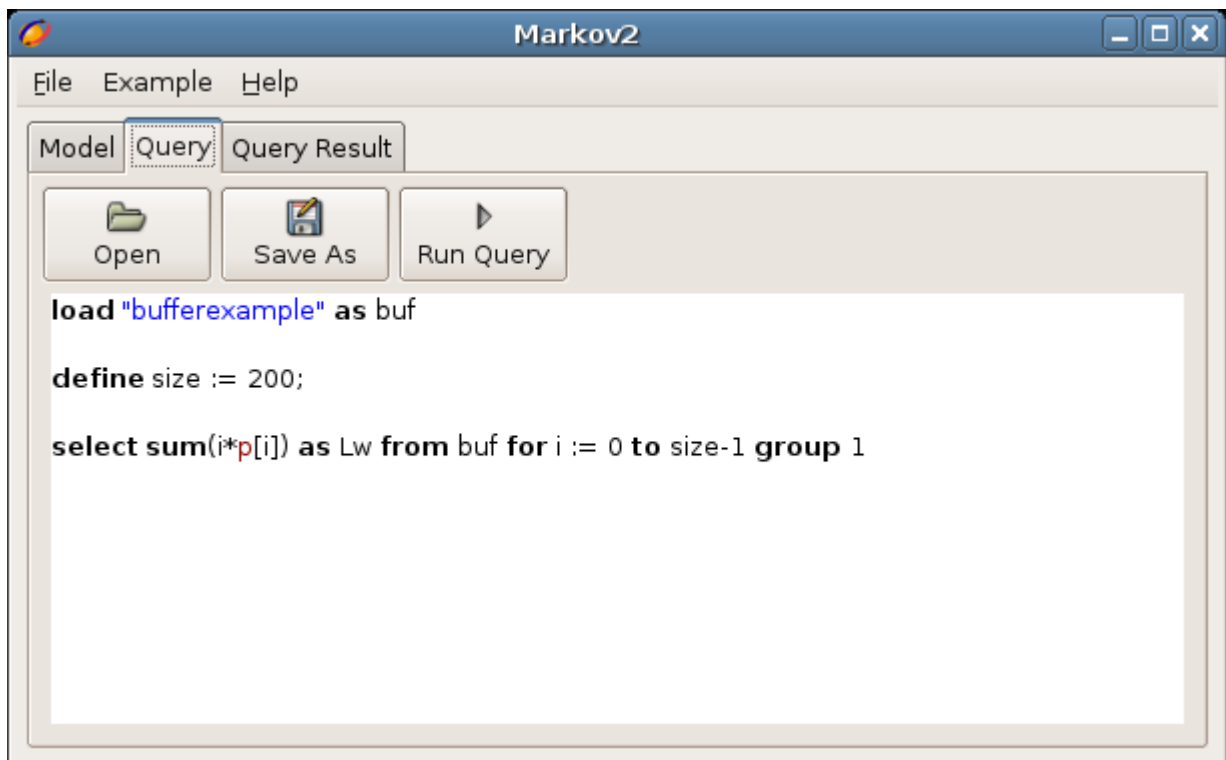 Markov2
File Example Help
Model Query Query Result
Open Save As Run Query
load "bufferexample" as buf
define size := 200;
select sum(i*p[i]) as Lw from buf for i := 0 to size-1 group 1